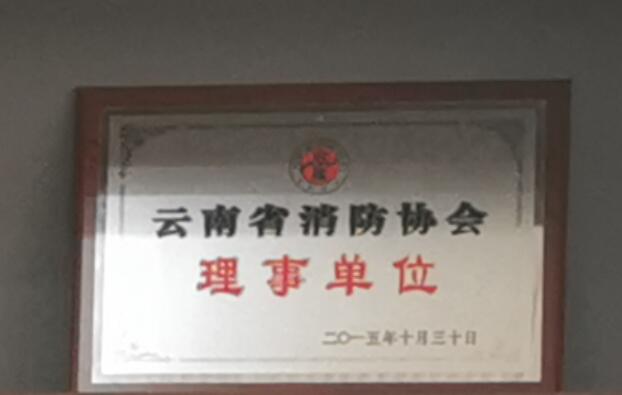 云南省消防协会
理事单位
二〇一五年十月三十日